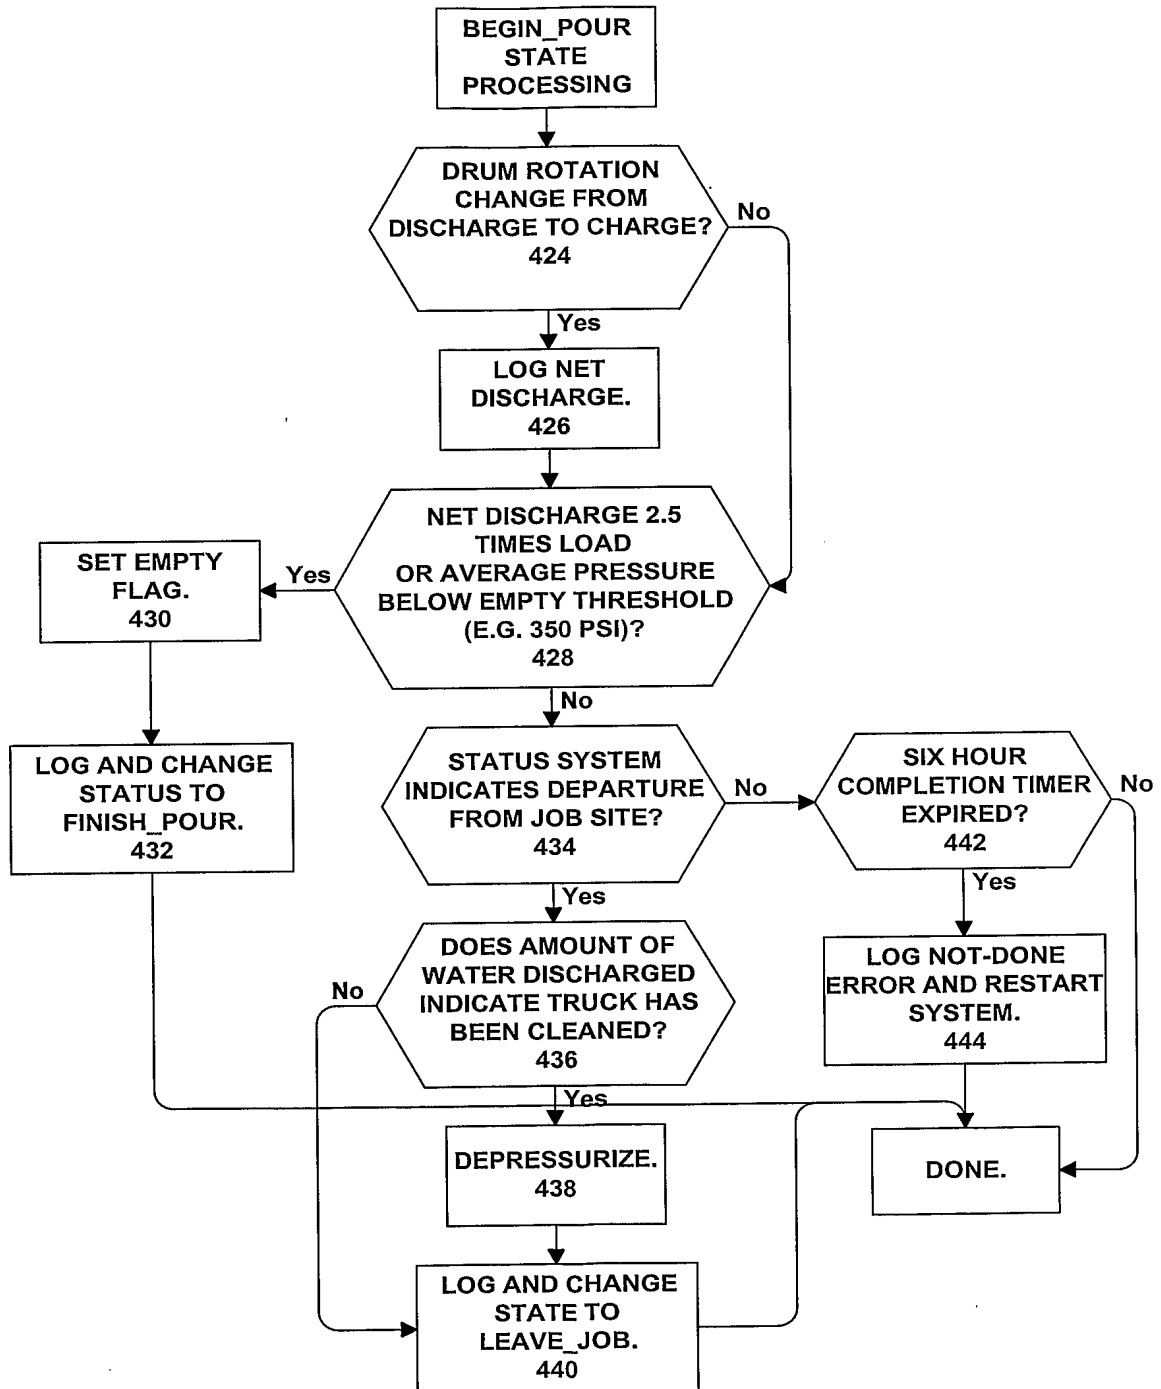 BEGIN_POUR
STATE
PROCESSING
DRUM ROTATION
CHANGE FROM
DISCHARGE TO CHARGE?
424
No
Yes
LOG NET
DISCHARGE.
426
NET DISCHARGE 2.5
TIMES LOAD
OR AVERAGE PRESSURE
BELOW EMPTY THRESHOLD
(E.G. 350 PSI)?
428
Yes
SET EMPTY
FLAG.
430
No
LOG AND CHANGE
STATUS TO
FINISH_POUR.
432
STATUS SYSTEM
INDICATES DEPARTURE
FROM JOB SITE?
434
No
SIX HOUR
COMPLETION TIMER
EXPIRED?
442
No
Yes
Yes
DOES AMOUNT OF
WATER DISCHARGED
INDICATE TRUCK HAS
BEEN CLEANED?
436
No
LOG NOT-DONE
ERROR AND RESTART
SYSTEM.
444
Yes
DEPRESSURIZE.
438
DONE.
LOG AND CHANGE
STATE TO
LEAVE_JOB.
440